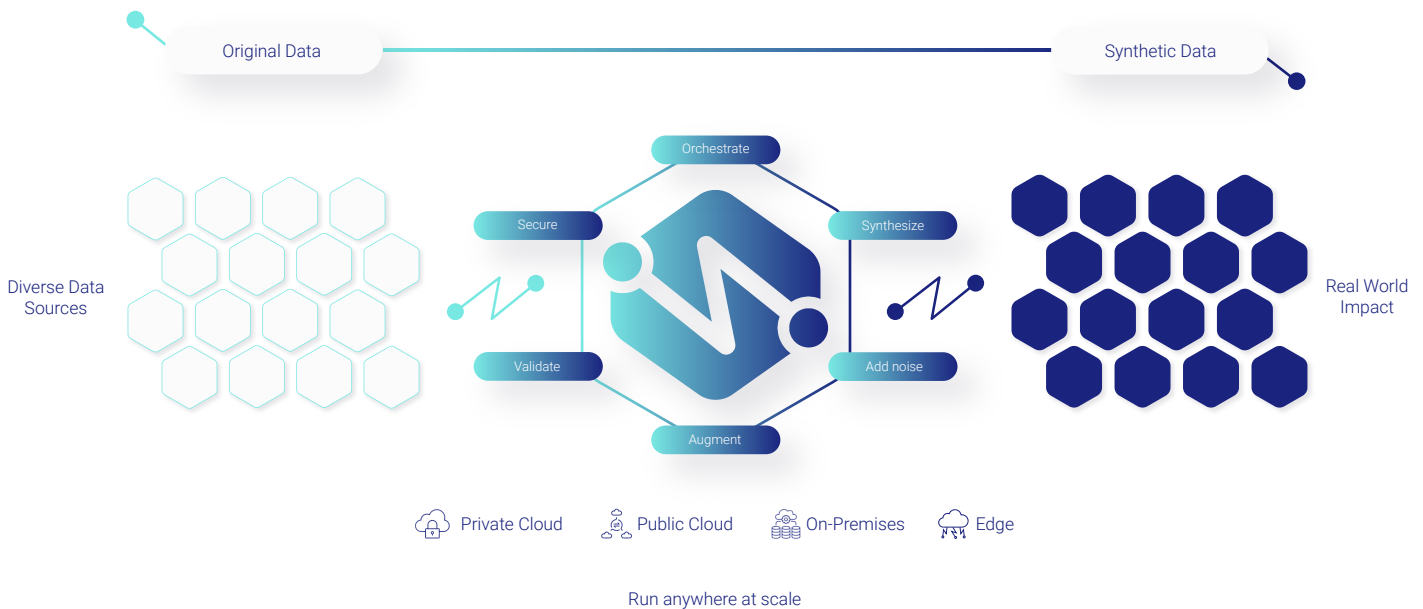 Original Data
Synthetic Data
Orchestrate
Secure
Synthesize
Diverse Data
Sources
Real World
Impact
Validate
Add noise
Augment
Private Cloud
Public Cloud
On-Premises
Edge
Run anywhere at scale